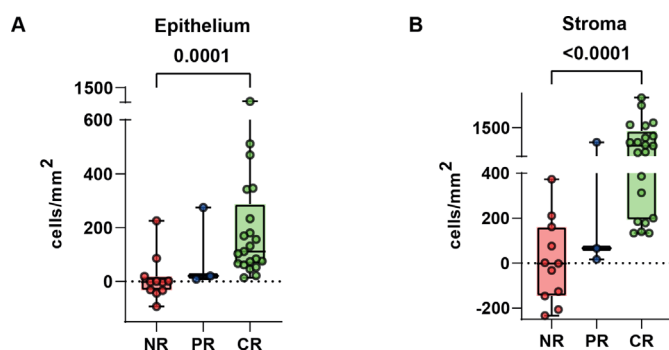 A
Epithelium
0.0001
1500
600
400
200
0
cells/mm²
NR PR CR
B
Stroma
<0.0001
1500
400
200
0
-200
cells/mm²
NR PR CR